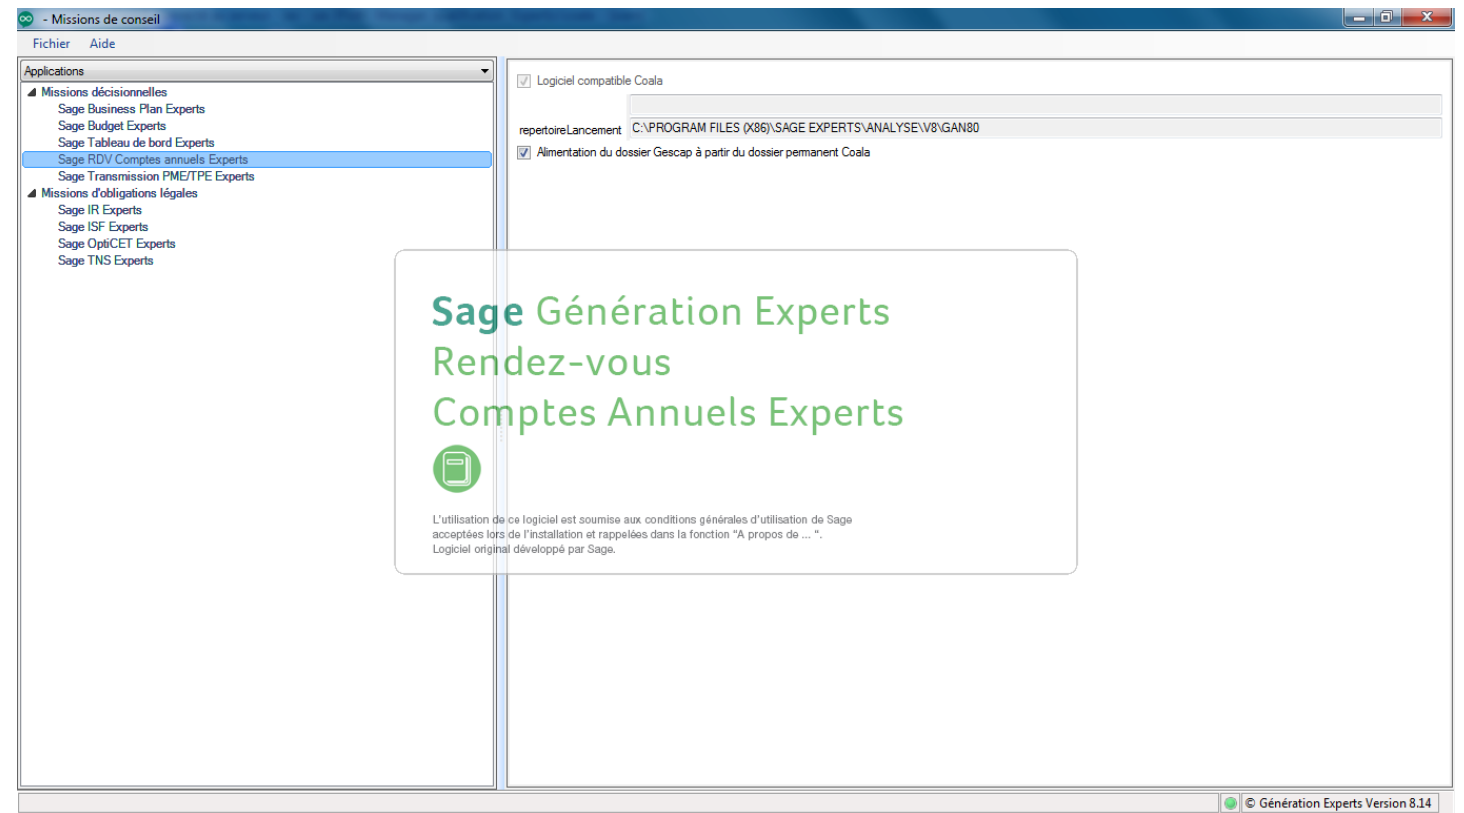 - Missions de conseil
Fichier Aide
Applications
Missions décisionnelles
Sage Business Plan Experts
Sage Budget Experts
Sage Tableau de bord Experts
Sage RDV Comptes annuels Experts
Sage Transmission PME/TPE Experts
Missions d'obligations légales
Sage IR Experts
Sage ISF Experts
Sage OptiCET Experts
Sage TNS Experts
Logiciel compatible Coala
repertoireLancement C:\PROGRAM FILES (X86)\SAGE EXPERTS\ANALYSE\V8\GAN80
Alimentation du dossier Gescap à partir du dossier permanent Coala
Sage Génération Experts
Rendez-vous
Comptes Annuels Experts
L'utilisation de ce logiciel est soumise aux conditions générales d'utilisation de Sage
acceptées lors de l'installation et rappelées dans la fonction "A propos de ... ".
Logiciel original développé par Sage.
© Génération Experts Version 8.14